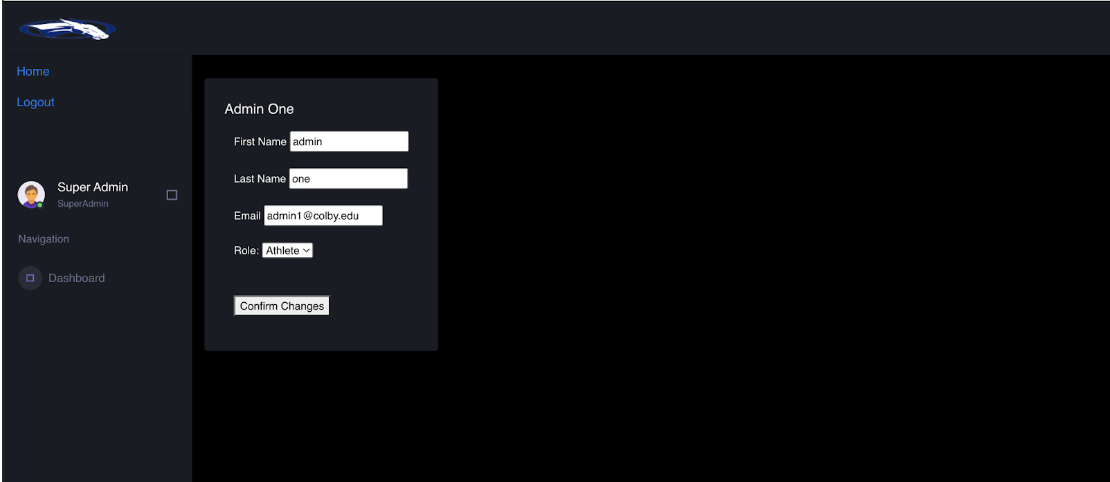 Home
Logout
Super Admin
SuperAdmin
Navigation
Dashboard
Admin One
First Name admin
Last Name one
Email admin1@colby.edu
Role: Athlete
Confirm Changes